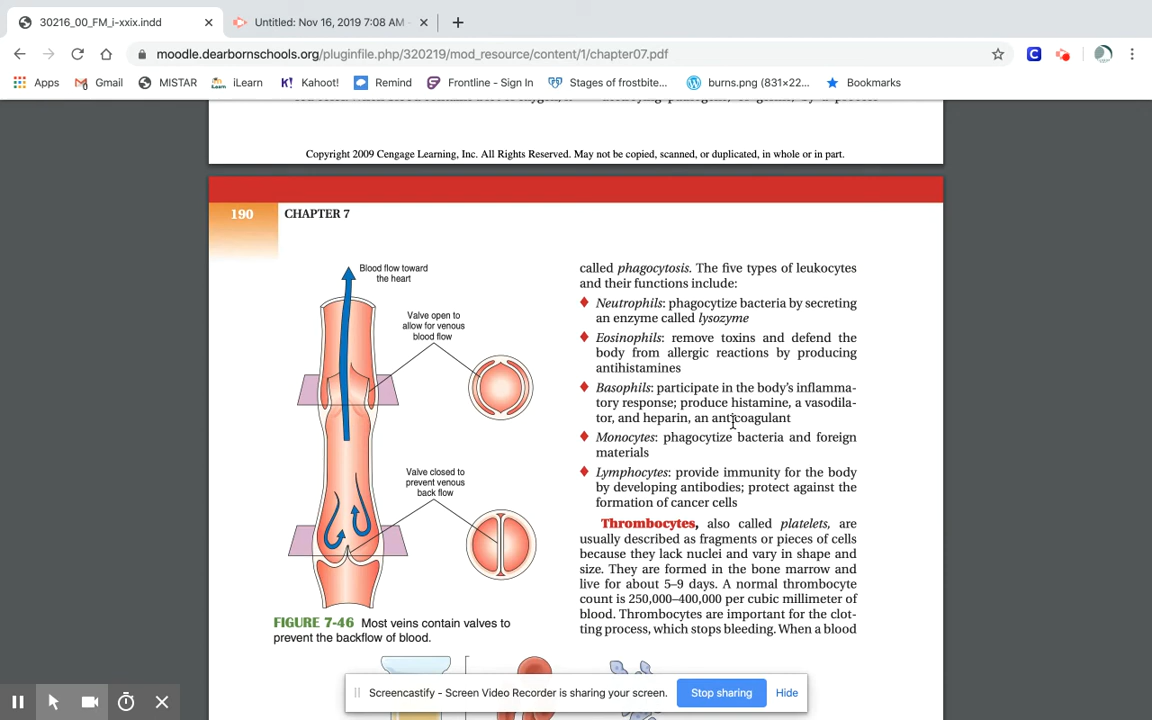 30216_00_FM_i-xxix.indd
Untitled: Nov 16, 2019 7:08 AM -
moodle.dearbornschools.org/pluginfile.php/320219/mod_resource/content/1/chapter07.pdf
Apps
Gmail
MISTAR
iLearn
Kahoot!
Remind
Frontline - Sign In
Stages of frostbite...
burns.png (831×22...
Bookmarks
Copyright 2009 Cengage Learning, Inc. All Rights Reserved. May not be copied, scanned, or duplicated, in whole or in part.
190
CHAPTER 7
Blood flow toward
the heart
Valve open to
allow for venous
blood flow
Valve closed to
prevent venous
back flow
FIGURE 7-46 Most veins contain valves to
prevent the backflow of blood.
called phagocytosis. The five types of leukocytes
and their functions include:
♦ Neutrophils: phagocytize bacteria by secreting
an enzyme called lysozyme
♦ Eosinophils: remove toxins and defend the
body from allergic reactions by producing
antihistamines
♦ Basophils: participate in the body's inflamma-
tory response; produce histamine, a vasodila-
tor, and heparin, an anticoagulant
♦ Monocytes: phagocytize bacteria and foreign
materials
♦ Lymphocytes: provide immunity for the body
by developing antibodies; protect against the
formation of cancer cells
Thrombocytes, also called platelets, are
usually described as fragments or pieces of cells
because they lack nuclei and vary in shape and
size. They are formed in the bone marrow and
live for about 5–9 days. A normal thrombocyte
count is 250,000–400,000 per cubic millimeter of
blood. Thrombocytes are important for the clot-
ting process, which stops bleeding. When a blood
Screencastify - Screen Video Recorder is sharing your screen.
Stop sharing
Hide